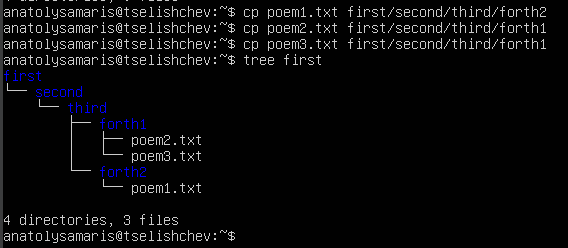 anatolysamaris@tselishchev:~$ cp poem1.txt first/second/third/forth2
anatolysamaris@tselishchev:~$ cp poem2.txt first/second/third/forth1
anatolysamaris@tselishchev:~$ cp poem3.txt first/second/third/forth1
anatolysamaris@tselishchev:~$ tree first
first
└── second
    └── third
        ├── forth1
        │   ├── poem2.txt
        │   └── poem3.txt
        └── forth2
            └── poem1.txt
4 directories, 3 files
anatolysamaris@tselishchev:~$